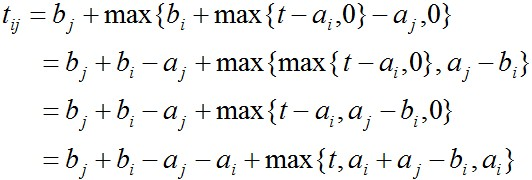 t_{ij} = b_j + max{b_i + max{t − a_i,0} − a_j,0}
= b_j + b_i − a_j + max{max{t − a_i,0}, a_j − b_i}
= b_j + b_i − a_j + max{t − a_i, a_j − b_i,0}
= b_j + b_i − a_j − a_i + max{t, a_i + a_j − b_i, a_i}